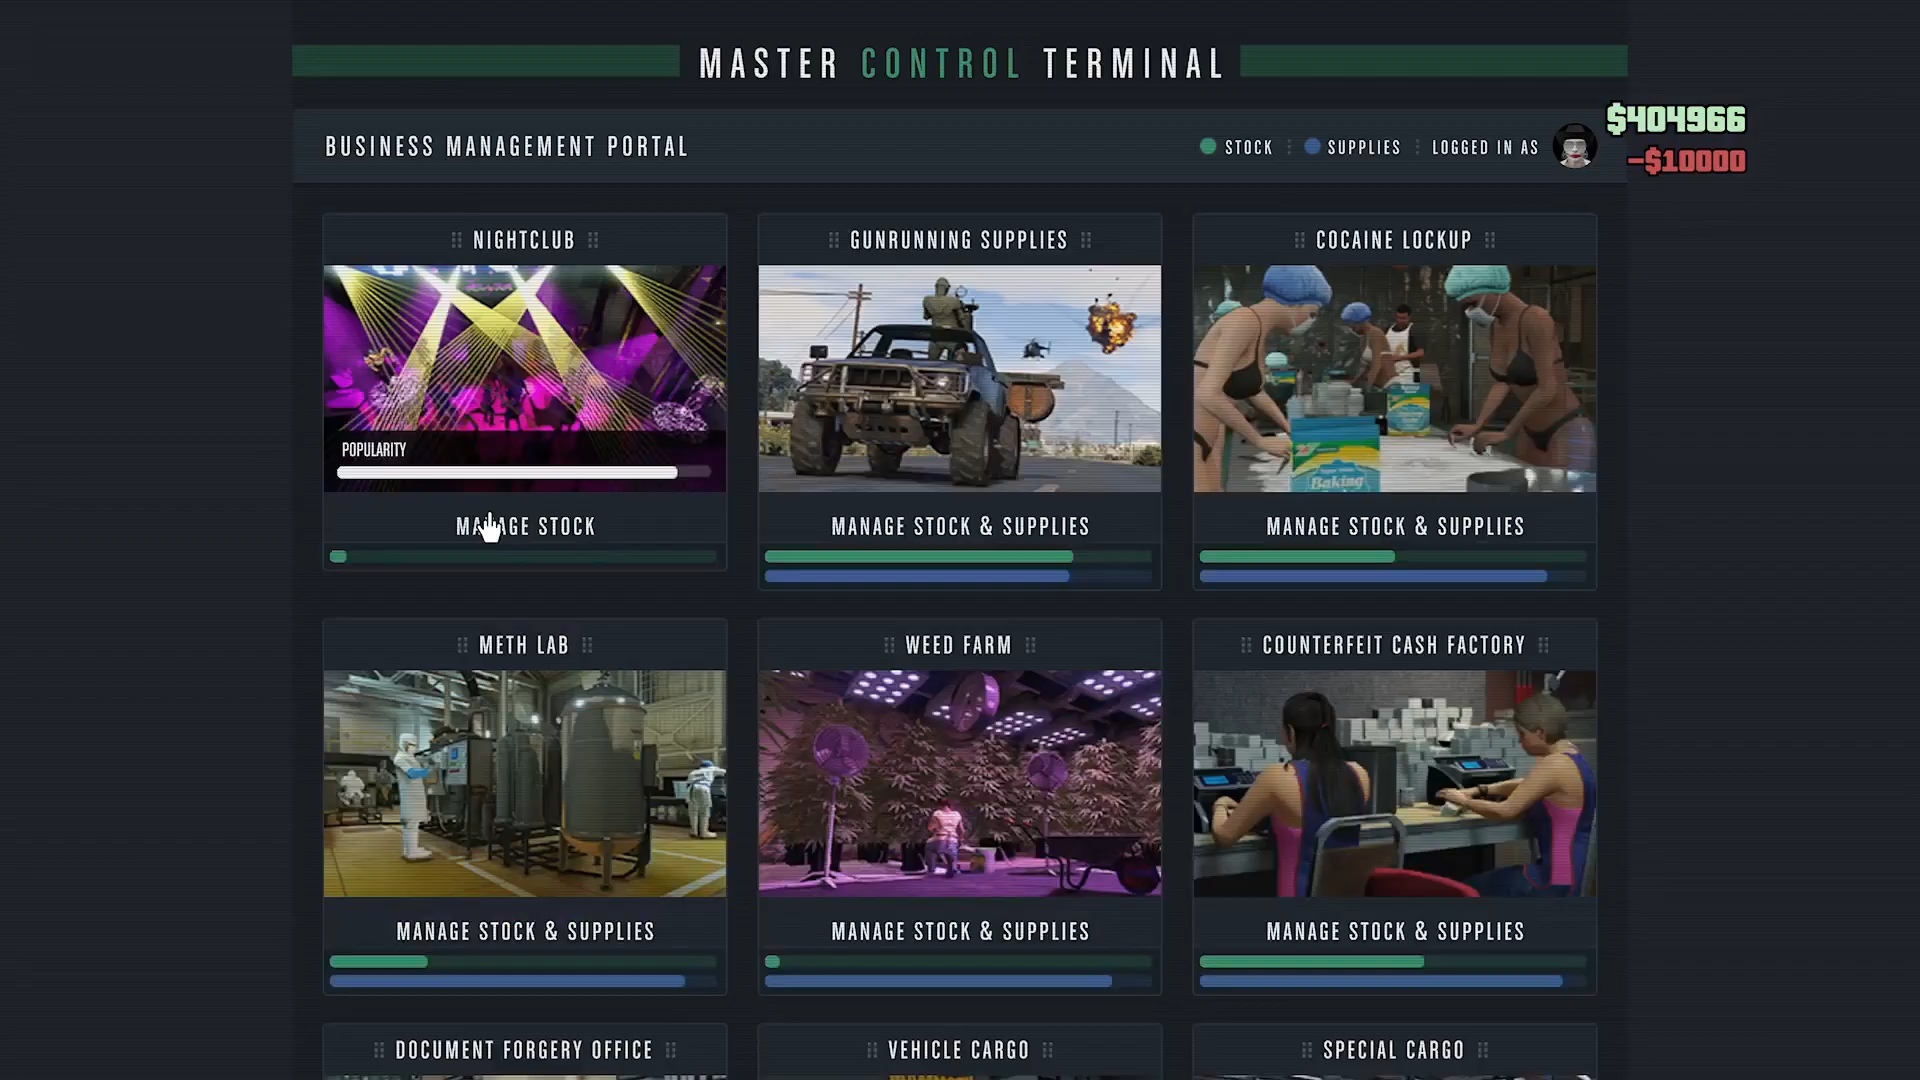 MASTER CONTROL TERMINAL
$404966
BUSINESS MANAGEMENT PORTAL
STOCK
SUPPLIES
LOGGED IN AS
-$10000
NIGHTCLUB
GUNRUNNING SUPPLIES
COCAINE LOCKUP
POPULARITY
Baking
MANAGE STOCK
MANAGE STOCK & SUPPLIES
MANAGE STOCK & SUPPLIES
METH LAB
WEED FARM
COUNTERFEIT CASH FACTORY
MANAGE STOCK & SUPPLIES
MANAGE STOCK & SUPPLIES
MANAGE STOCK & SUPPLIES
DOCUMENT FORGERY OFFICE
VEHICLE CARGO
SPECIAL CARGO